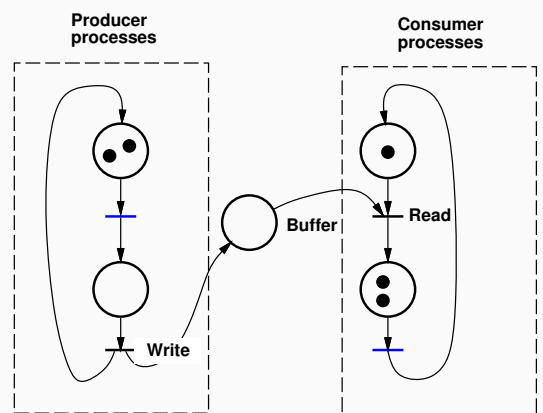 Producer
processes
Consumer
processes
Read
Buffer
Write